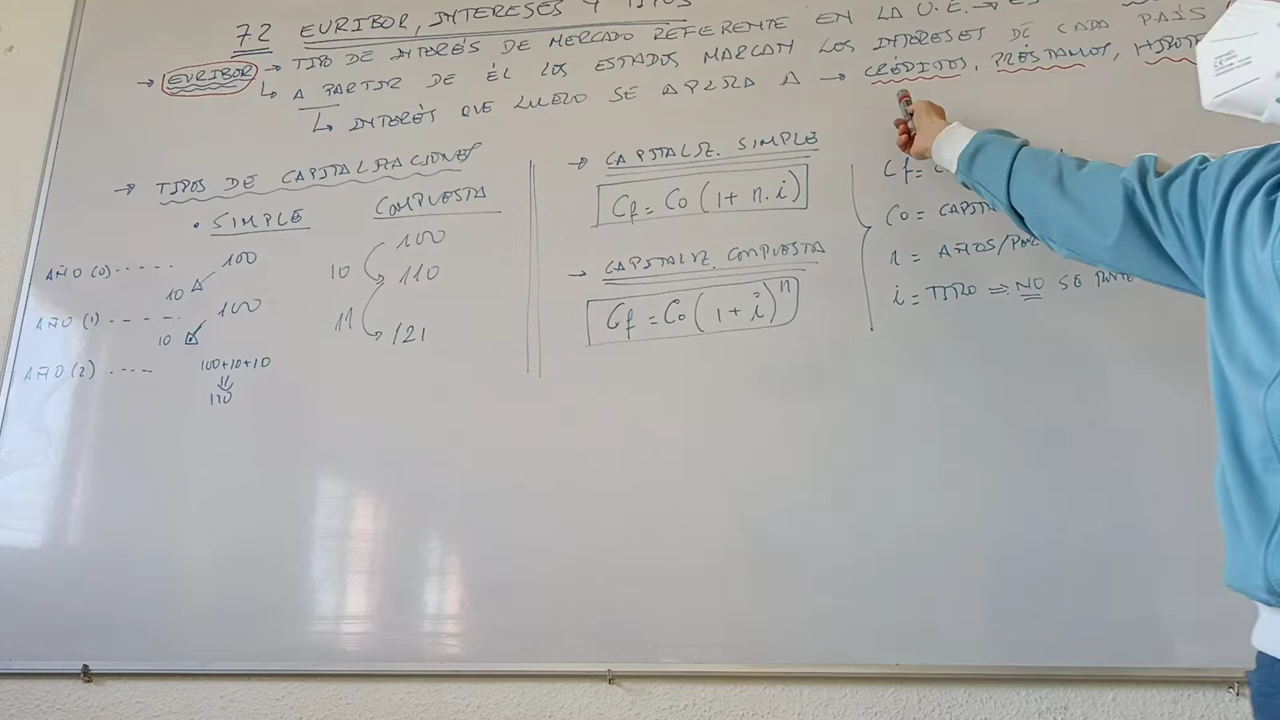 72 EURIBOR, INTERESES Y TIPOS
→ EURIBOR → TIPO DE INTERÉS DE MERCADO REFERENTE EN LA U.E. → ES
↳ A PARTIR DE ÉL LOS ESTADOS MARCAN LOS INTERESES DE CADA PAÍS
↳ INTERÉS QUE LUEGO SE APLICA A → CRÉDITOS, PRÉSTAMOS, HIPOT
→ TIPOS DE CAPITALIZACIONES
• SIMPLE
COMPUESTA
AÑO (0) ..... 100
10
AÑO (1) ------ 100
10
AÑO (2) .... 100+10+10
120
100
10
110
11
121
→ CAPITALIZ. SIMPLE
Cf = Co (1 + n.i)
→ CAPITALIZ. COMPUESTA
Cf = Co (1 + i)ⁿ
Cf = C
Co = CAPITA
n = AÑOS/
i = TIPO ⇒ NO SE